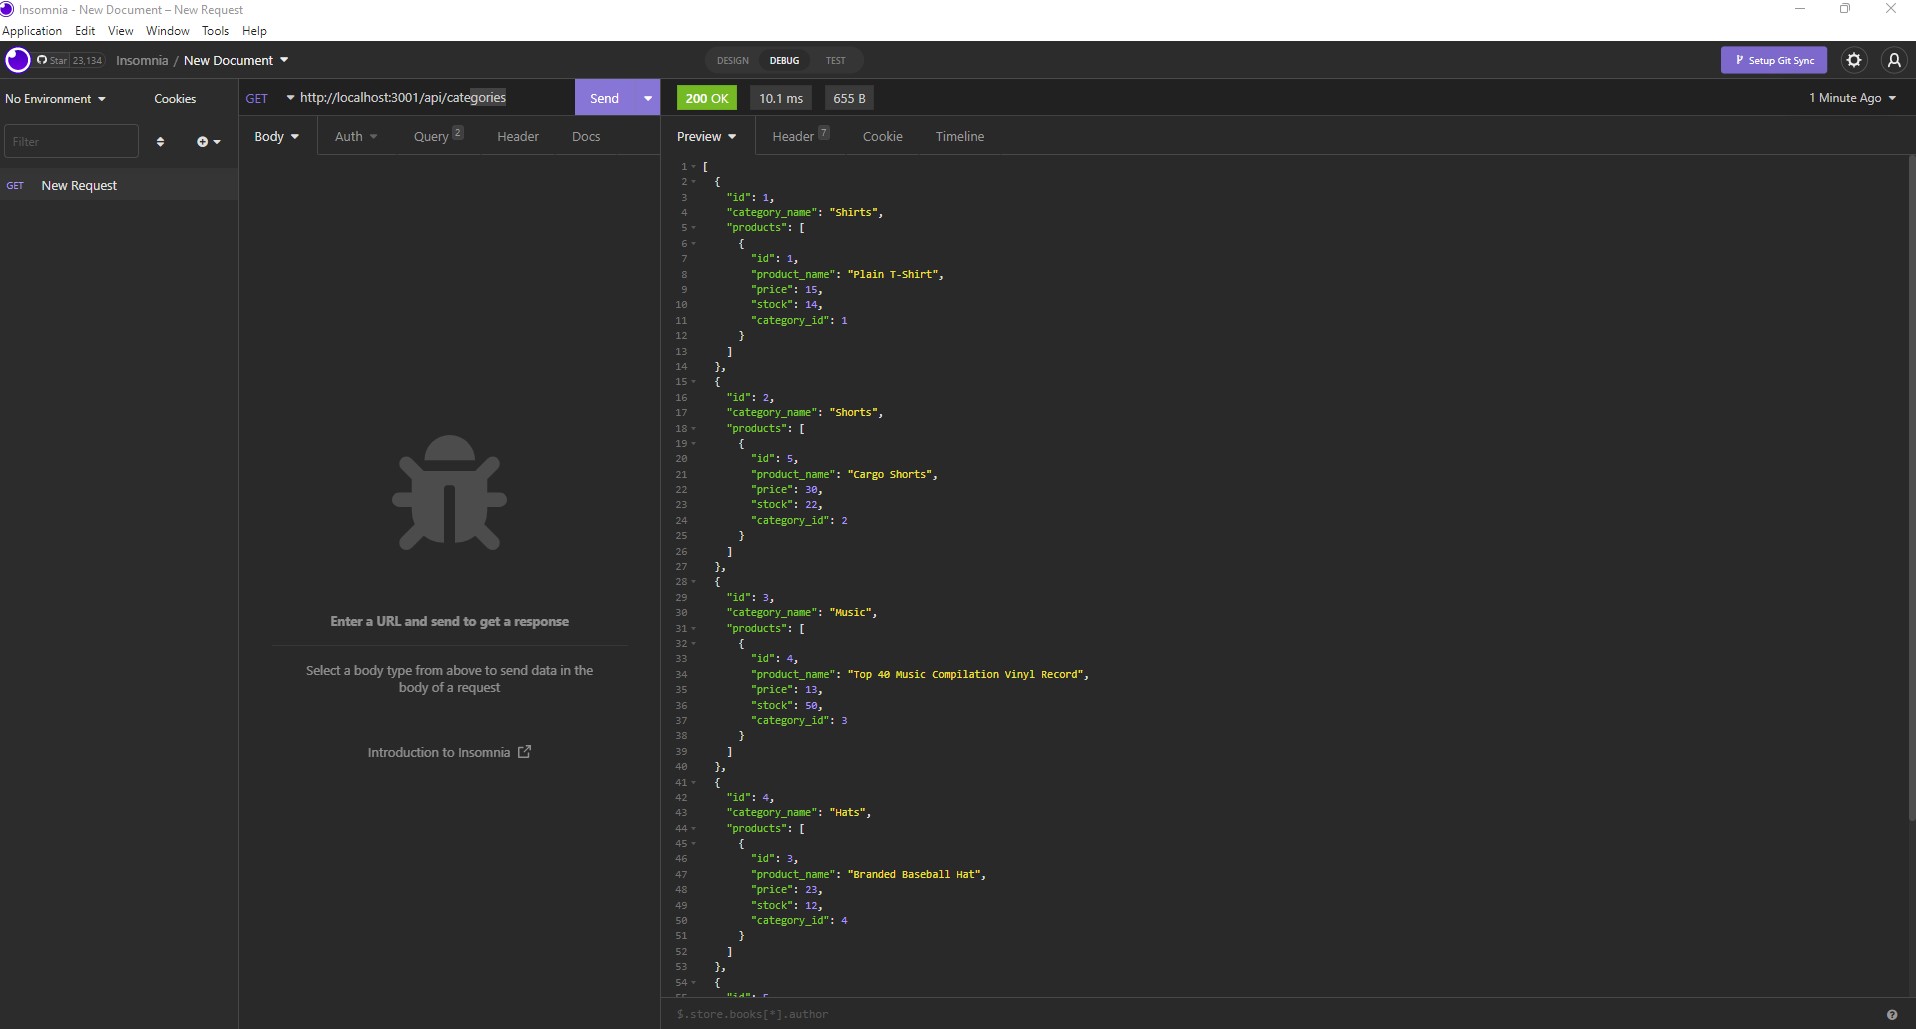 Insomnia - New Document – New Request
Application Edit View Window Tools Help
Star 23,134 Insomnia / New Document DESIGN DEBUG TEST Setup Git Sync
No Environment Cookies GET http://localhost:3001/api/categories Send 200 OK 10.1 ms 655 B 1 Minute Ago
Filter
Body Auth Query 2 Header Docs
Preview Header 7 Cookie Timeline
GET New Request
Enter a URL and send to get a response
Select a body type from above to send data in the
body of a request
Introduction to Insomnia
1 [
2 {
3 "id": 1,
4 "category_name": "Shirts",
5 "products": [
6 {
7 "id": 1,
8 "product_name": "Plain T-Shirt",
9 "price": 15,
10 "stock": 14,
11 "category_id": 1
12 }
13 ]
14 },
15 {
16 "id": 2,
17 "category_name": "Shorts",
18 "products": [
19 {
20 "id": 5,
21 "product_name": "Cargo Shorts",
22 "price": 30,
23 "stock": 22,
24 "category_id": 2
25 }
26 ]
27 },
28 {
29 "id": 3,
30 "category_name": "Music",
31 "products": [
32 {
33 "id": 4,
34 "product_name": "Top 40 Music Compilation Vinyl Record",
35 "price": 13,
36 "stock": 50,
37 "category_id": 3
38 }
39 ]
40 },
41 {
42 "id": 4,
43 "category_name": "Hats",
44 "products": [
45 {
46 "id": 3,
47 "product_name": "Branded Baseball Hat",
48 "price": 23,
49 "stock": 12,
50 "category_id": 4
51 }
52 ]
53 },
54 {
55 "id": 5
$.store.books[*].author